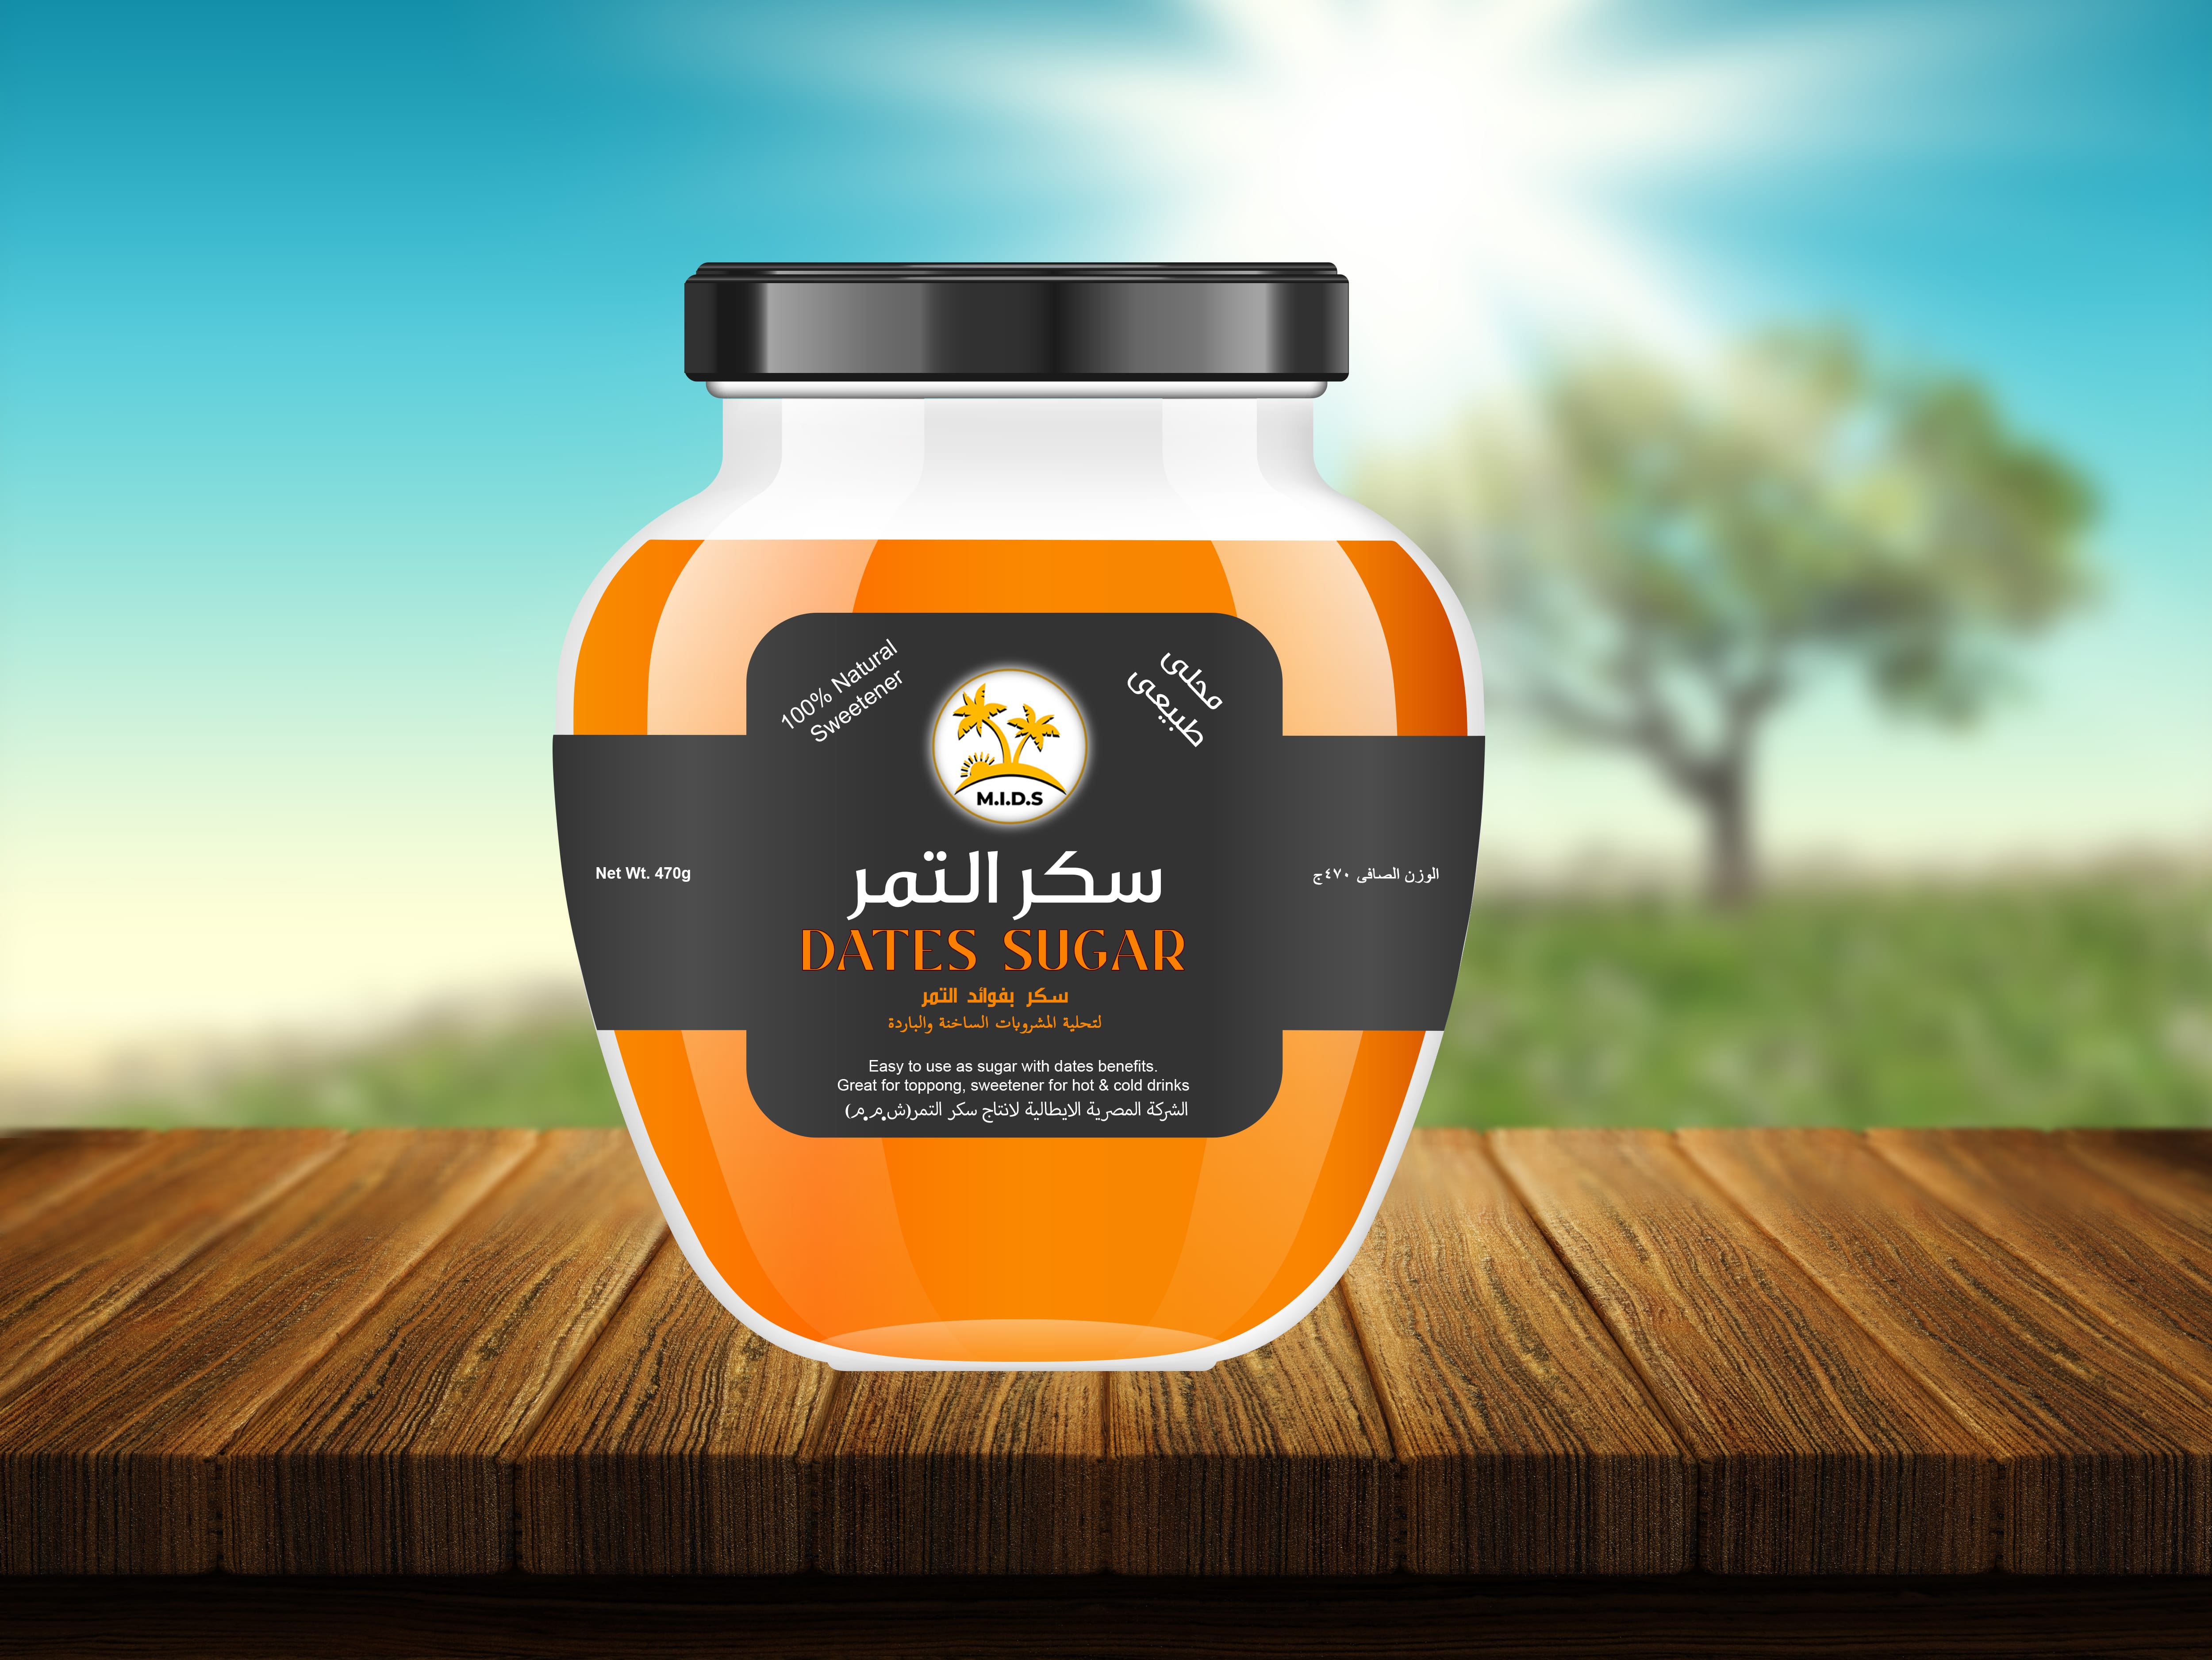 100% Natural
Sweetener
محلى
طبيعى
M.I.D.S
سكر التمر
DATES SUGAR
سكر بفوائد التمر
لتحلية المشروبات الساخنة والباردة
Easy to use as sugar with dates benefits.
Great for toppong, sweetener for hot & cold drinks
الشركة المصرية الايطالية لانتاج سكر التمر(ش.م.م)
Net Wt. 470g
الوزن الصافى ٤٧٠ج